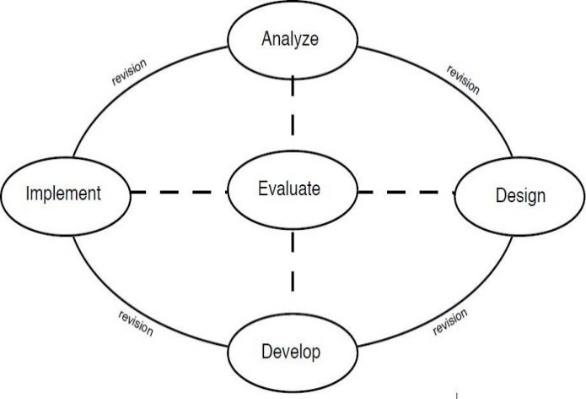 Analyze
revision
revision
Implement
Evaluate
Design
revision
revision
Develop